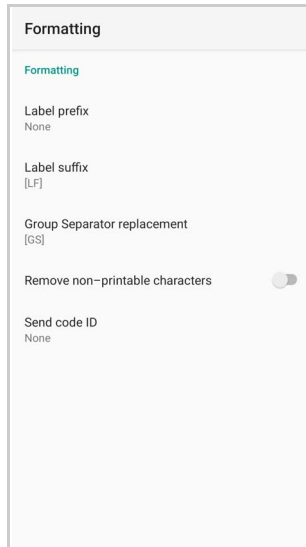 Formatting
Formatting
Label prefix
None
Label suffix
[LF]
Group Separator replacement
[GS]
Remove non-printable characters
Send code ID
None